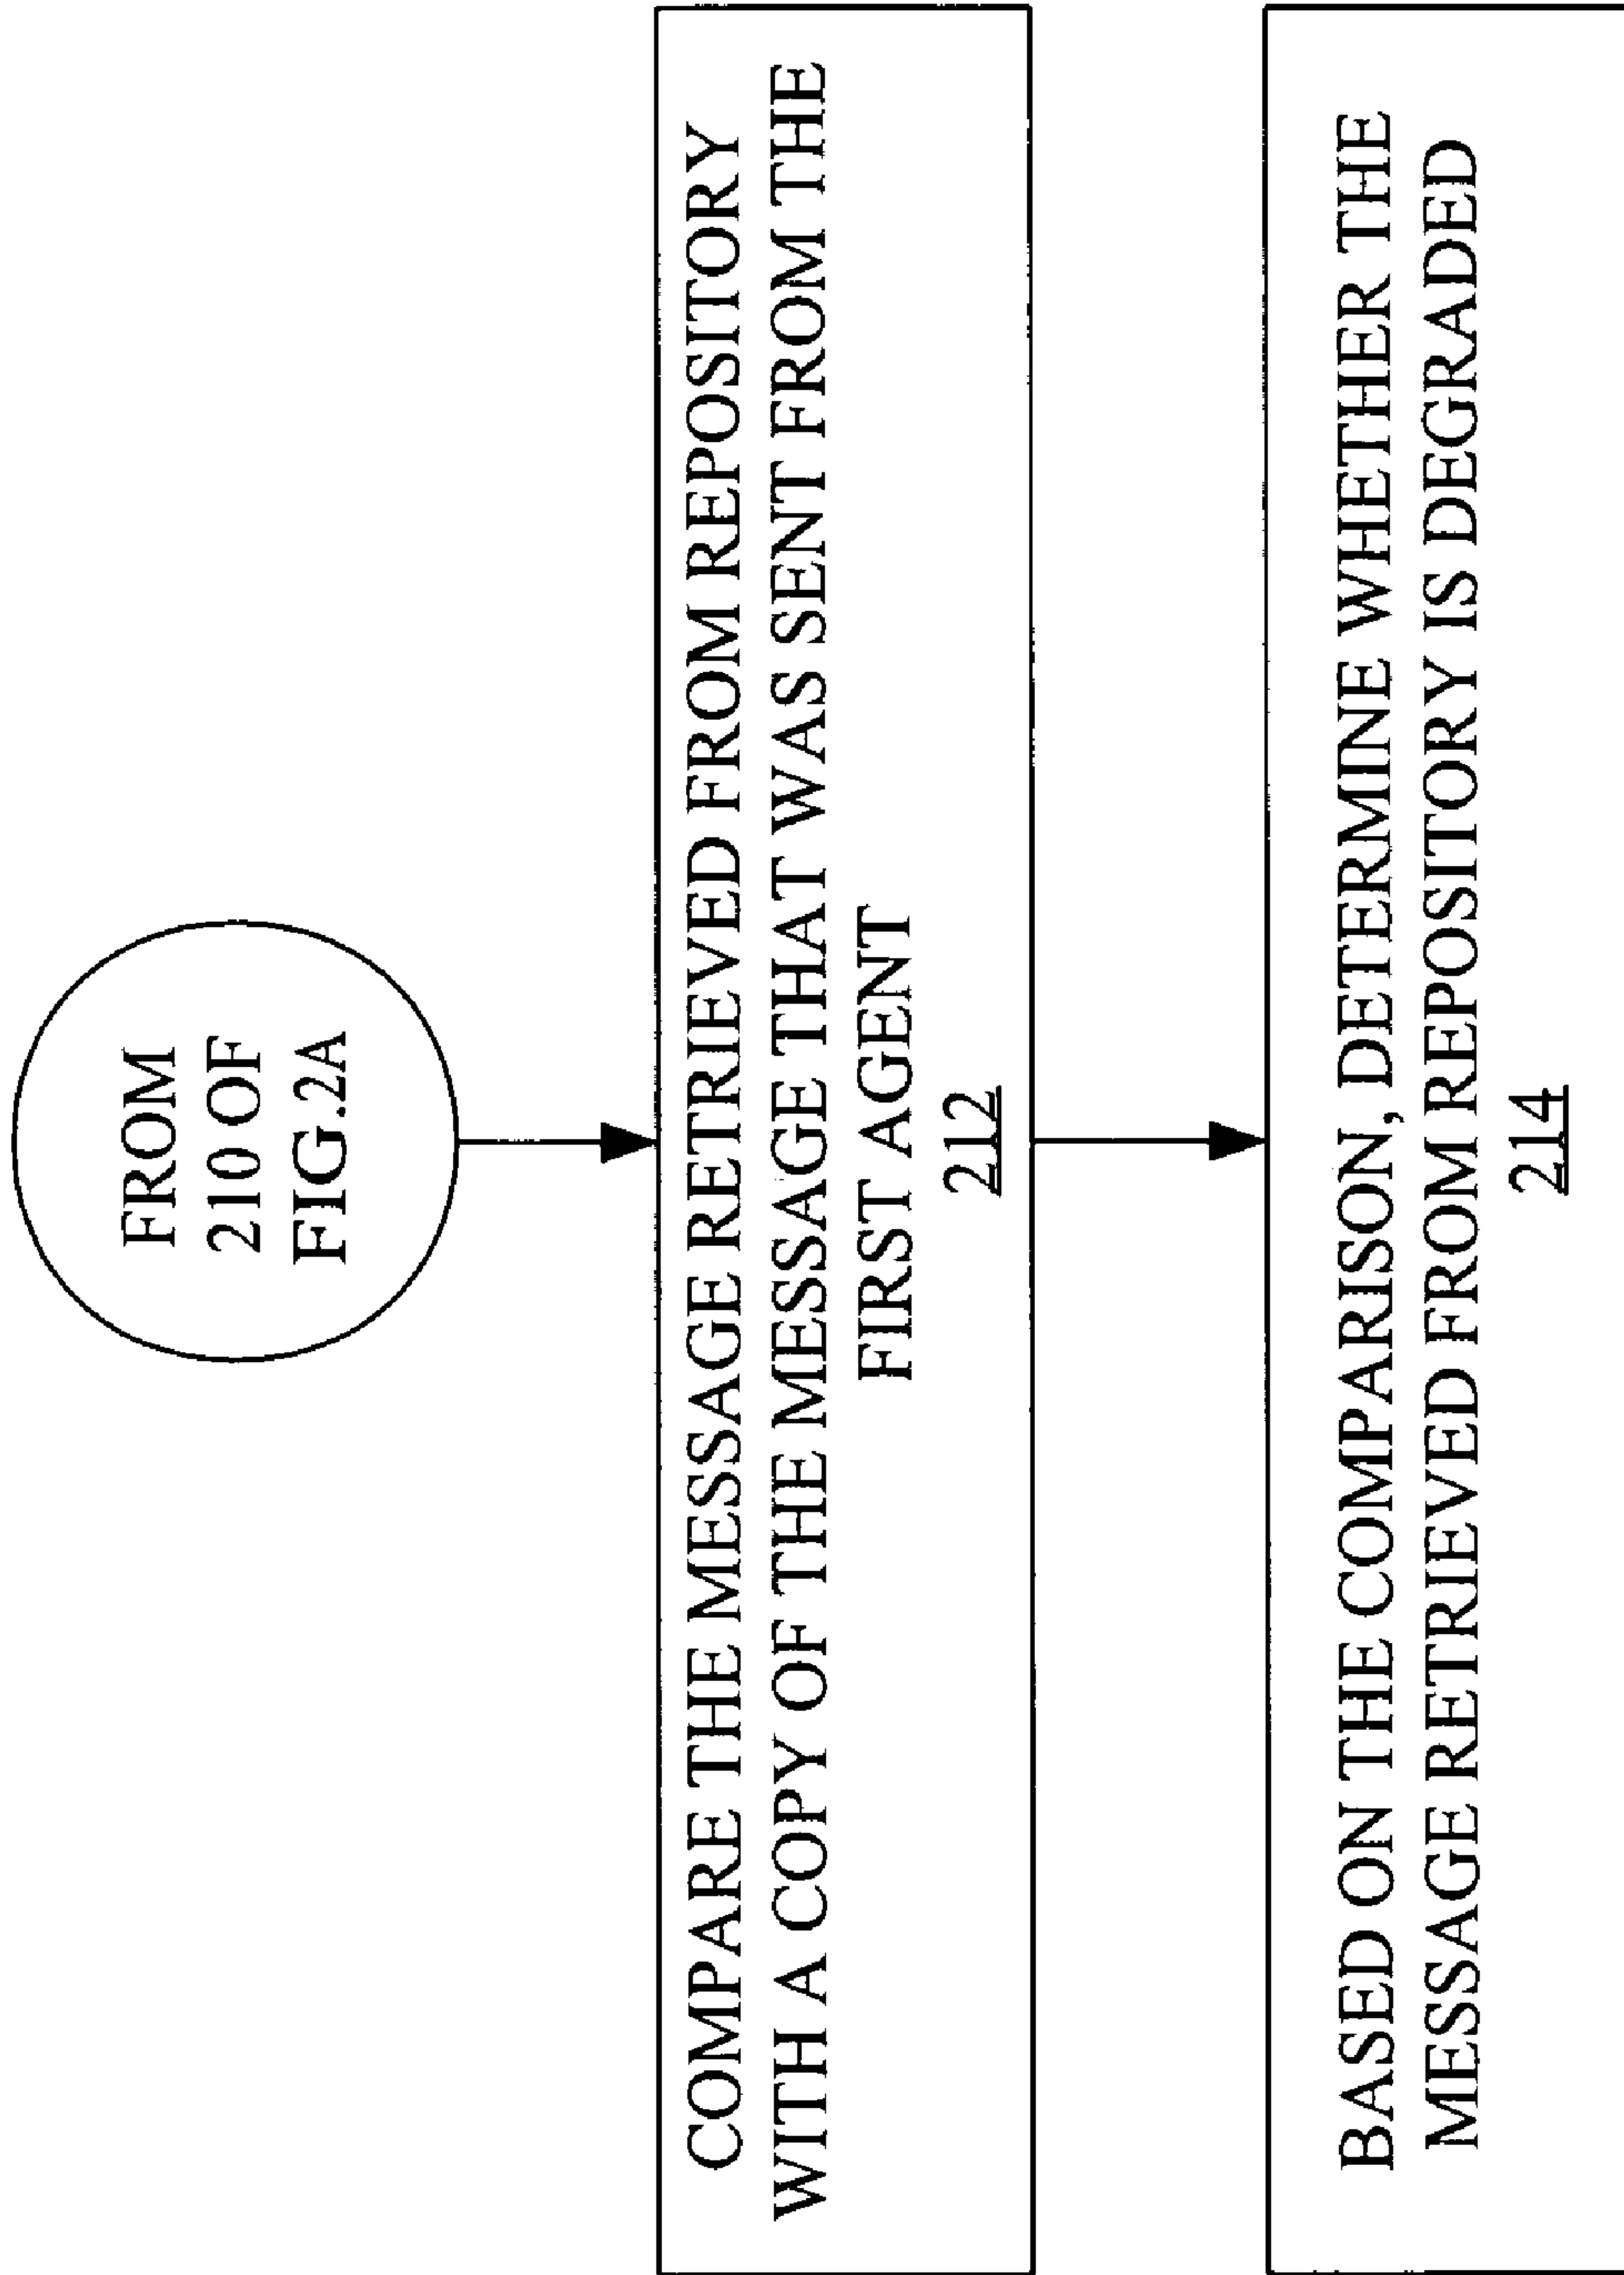 FROM
210 OF
FIG.2A
COMPARE THE MESSAGE RETRIEVED FROM REPOSITORY
WITH A COPY OF THE MESSAGE THAT WAS SENT FROM THE
FIRST AGENT
212
BASED ON THE COMPARISON, DETERMINE WHETHER THE
MESSAGE RETRIEVED FROM REPOSITORY IS DEGRADED
214